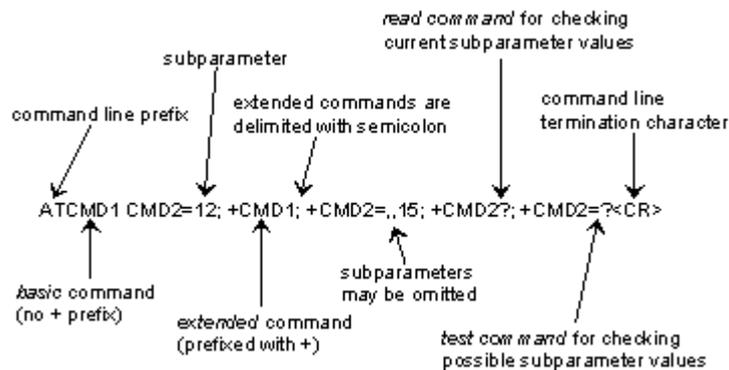 read command for checking
current subparameter values
subparameter
extended commands are
delimited with semicolon
command line
termination character
command line prefix
ATCMD1 CMD2=12; +CMD1; +CMD2=,,15; +CMD2?; +CMD2=?<CR>
basic command
(no + prefix)
extended command
(prefixed with +)
subparameters
may be omitted
test command for checking
possible subparameter values